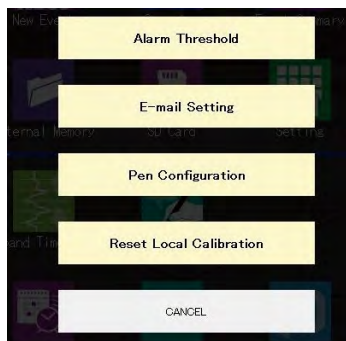 New Eve
mary
Alarm Threshold
E-mail Setting
ternal Memory
SD Card
Setting
Pen Configuration
and Tim
Reset Local Calibration
CANCEL